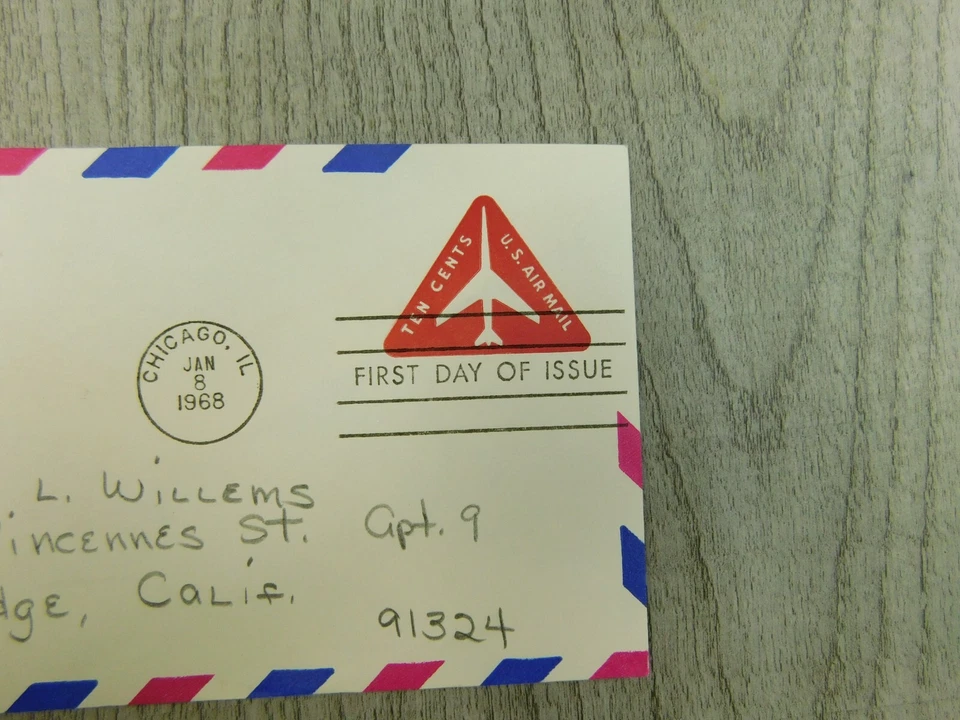 TEN CENTS
U.S. AIR MAIL
CHICAGO, IL
JAN
8
1968
FIRST DAY OF ISSUE
L. WILLEMS
incennes St. Apt. 9
dge, Calif.
91324